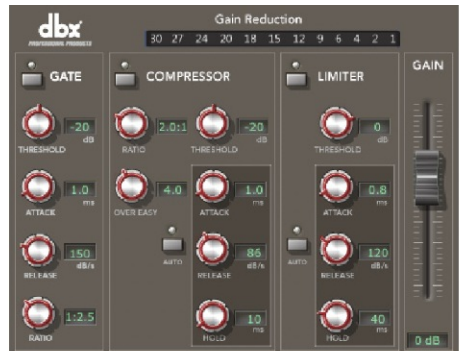 dbx
PROFESSIONAL PRODUCTS
Gain Reduction
30 27 24 20 18 15 12 9 6 4 2 1
GATE
COMPRESSOR
LIMITER
GAIN
-20 dB
THRESHOLD
2.0:1
RATIO
-20 dB
THRESHOLD
0 dB
THRESHOLD
1.0 ms
ATTACK
4.0
OVER EASY
1.0 ms
ATTACK
0.8 ms
ATTACK
150 dB/s
RELEASE
AUTO
86 dB/s
RELEASE
AUTO
120 dB/s
RELEASE
1:2.5
RATIO
10 ms
HOLD
40 ms
HOLD
0 dB